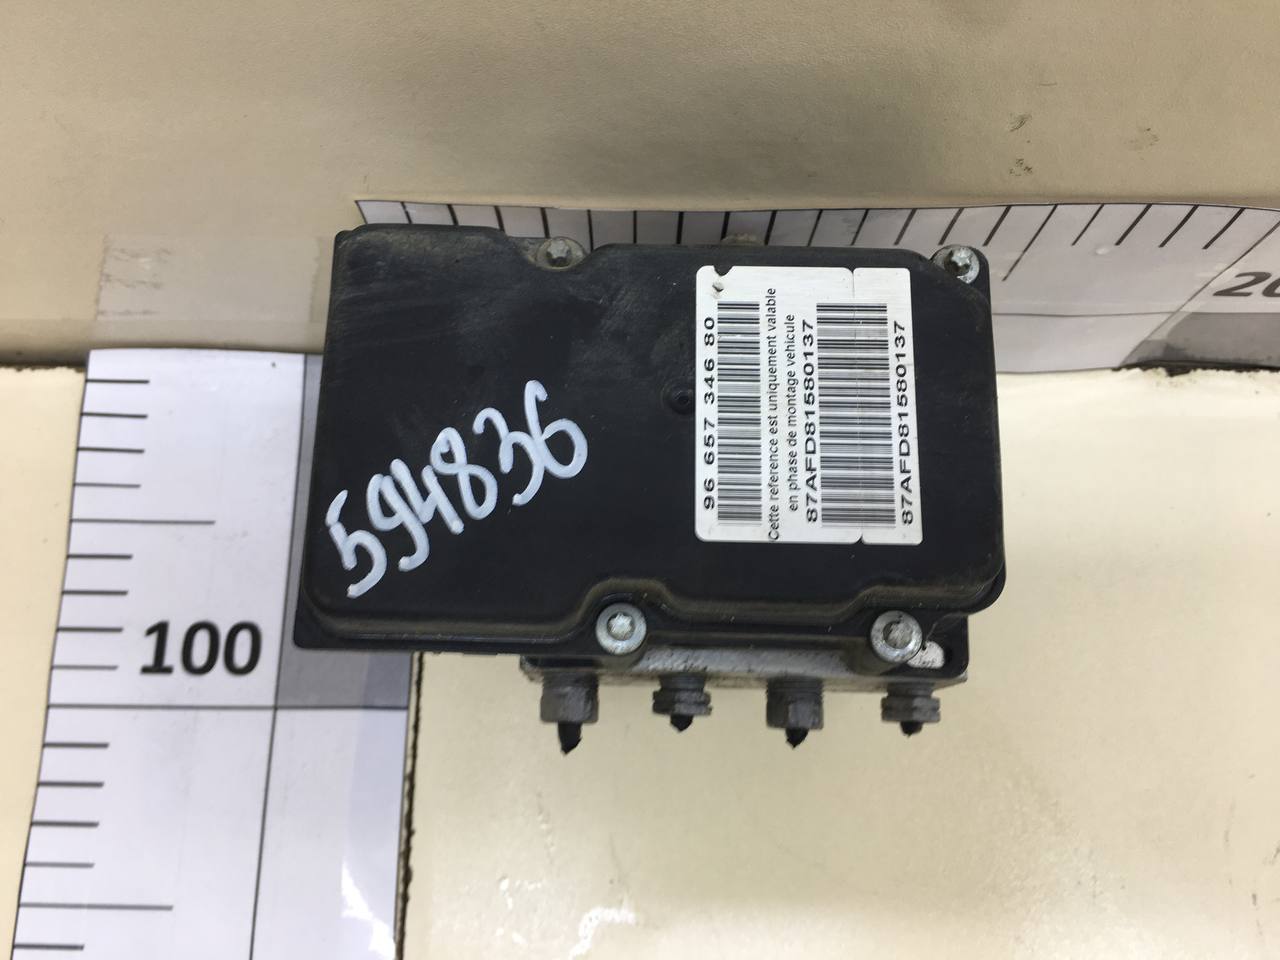 594836
96 657 346 80
Cette reference est uniquement valable
en phase de montage vehicule
87AFD81580137
87AFD81580137
100